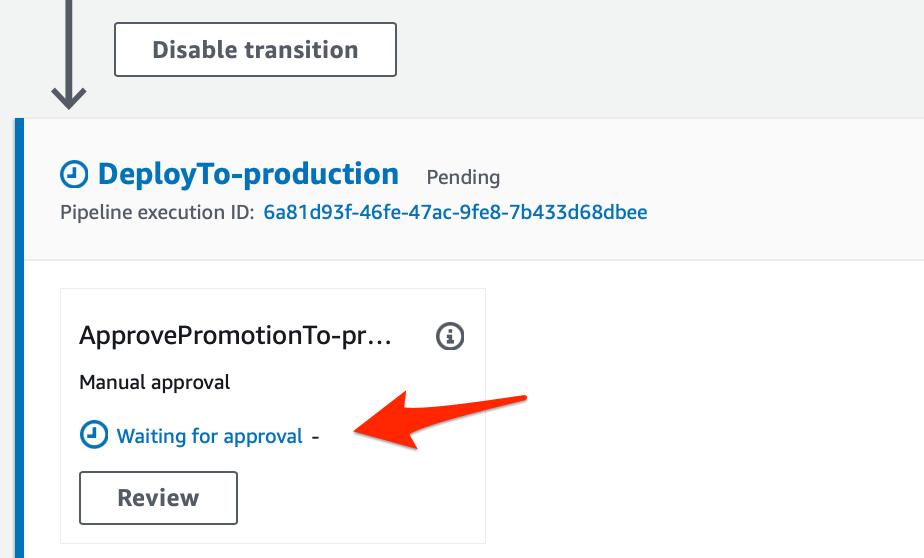 Disable transition
DeployTo-production Pending
Pipeline execution ID: 6a81d93f-46fe-47ac-9fe8-7b433d68dbee
ApprovePromotionTo-pr...
Manual approval
Waiting for approval -
Review